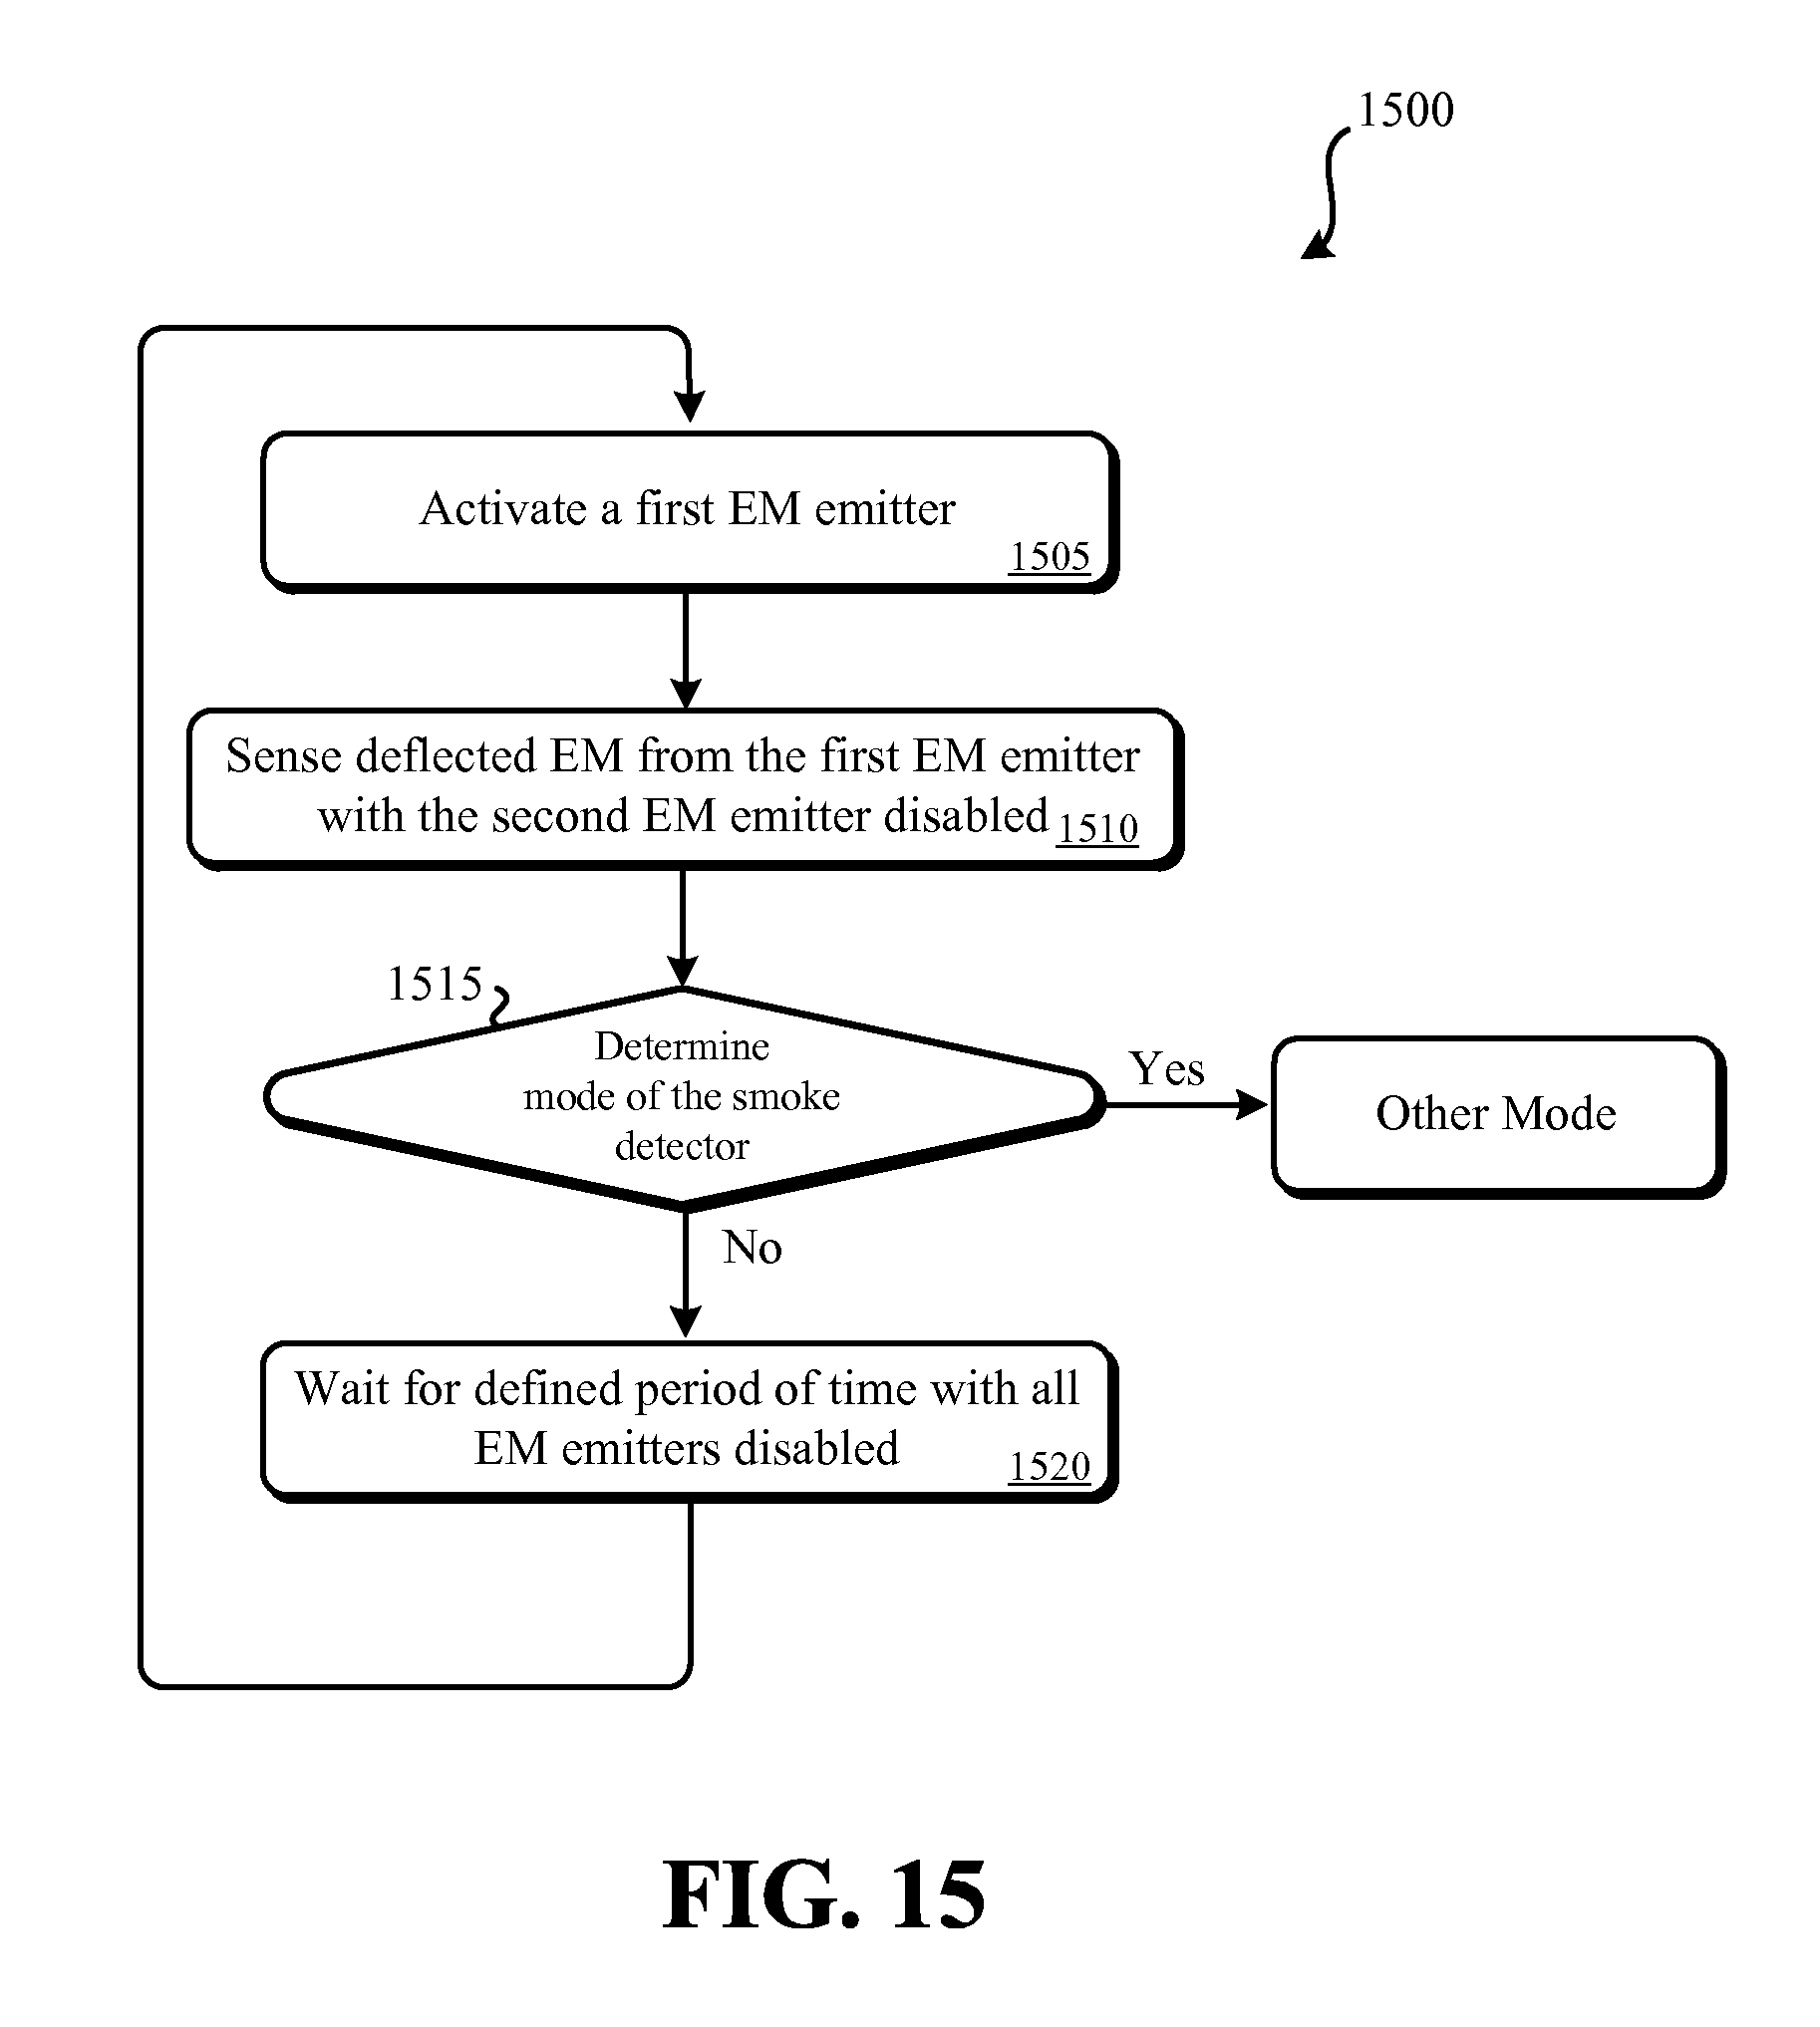 1500
Activate a first EM emitter
1505
Sense deflected EM from the first EM emitter
with the second EM emitter disabled 1510
1515
Determine
mode of the smoke
detector
Yes
Other Mode
No
Wait for defined period of time with all
EM emitters disabled
1520
FIG. 15